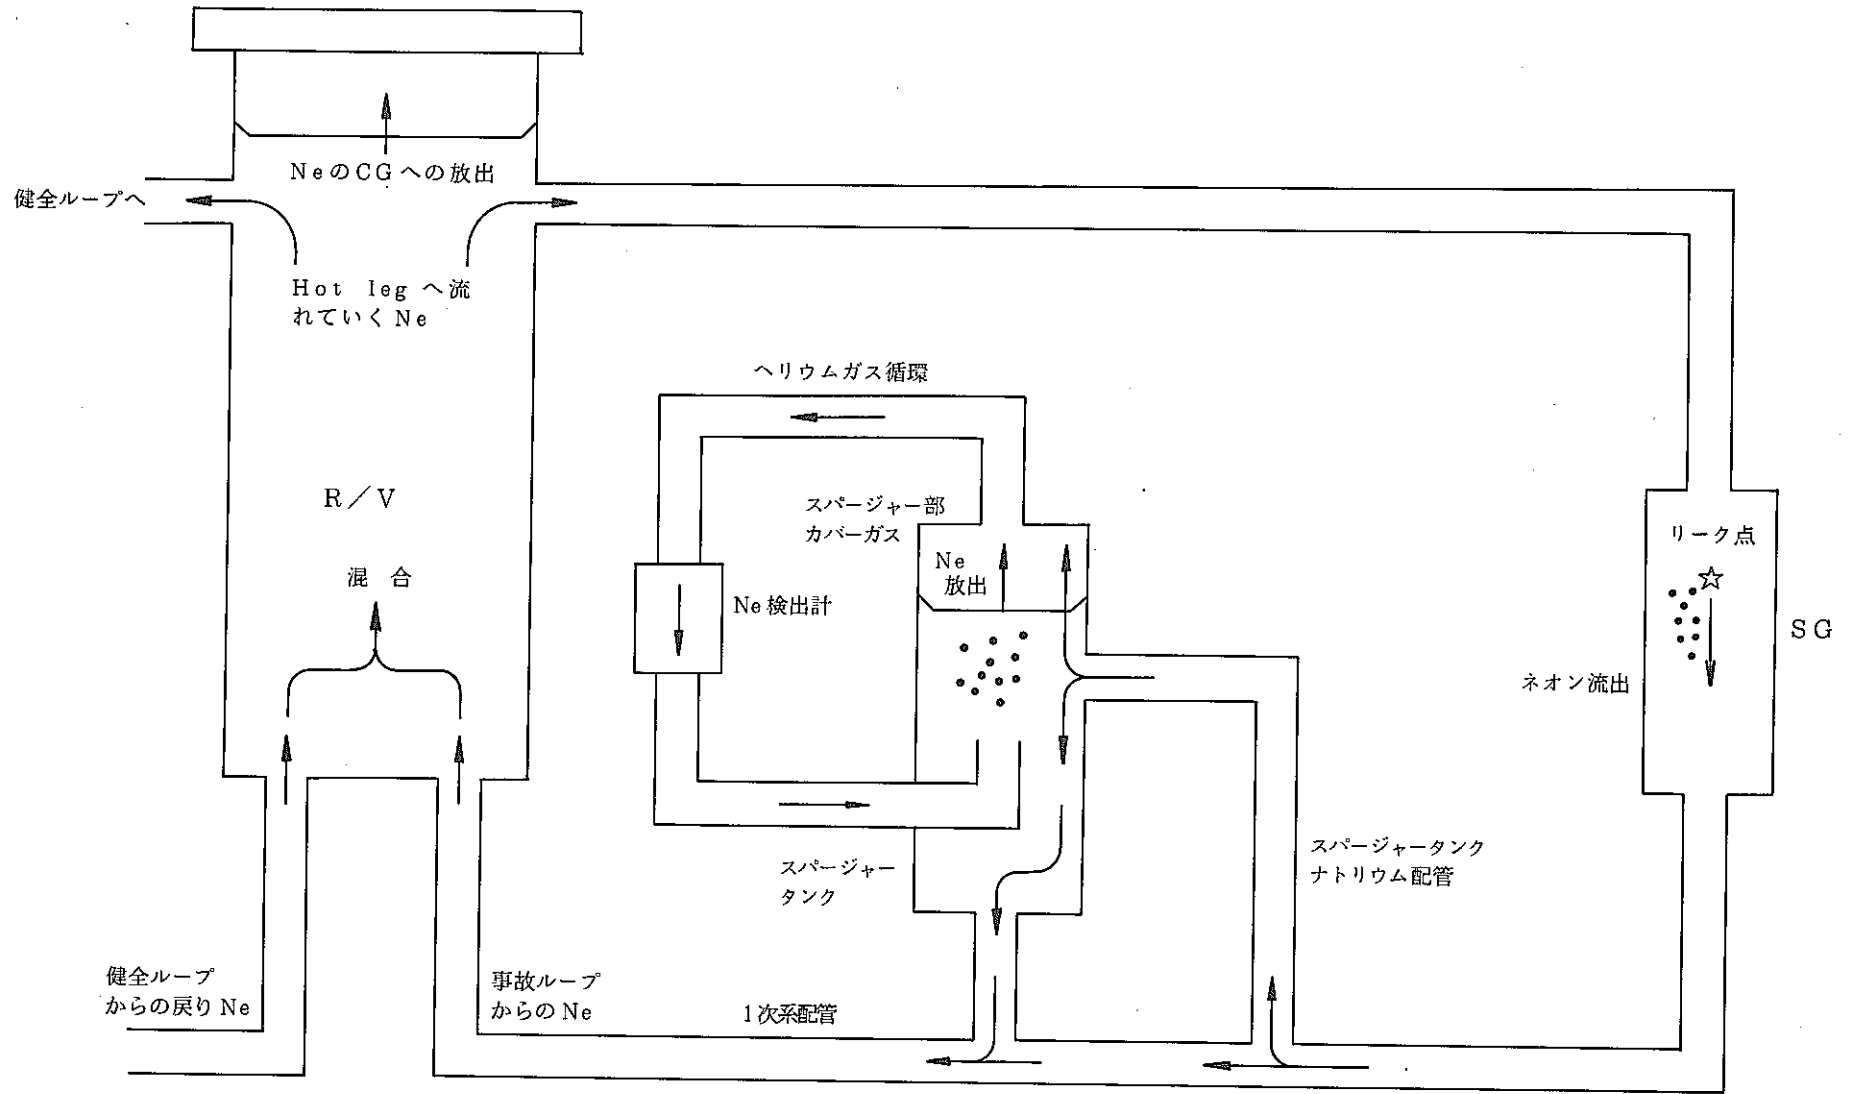 NeのCGへの放出
健全ループへ
Hot leg へ流
れていくNe
ヘリウムガス循環
R／V
スパージャー部
カバーガス
リーク点
Ne
放出
混 合
Ne検出計
SG
ネオン流出
スパージャータンク
ナトリウム配管
スパージャー
タンク
健全ループ
からの戻りNe
事故ループ
からのNe
1次系配管